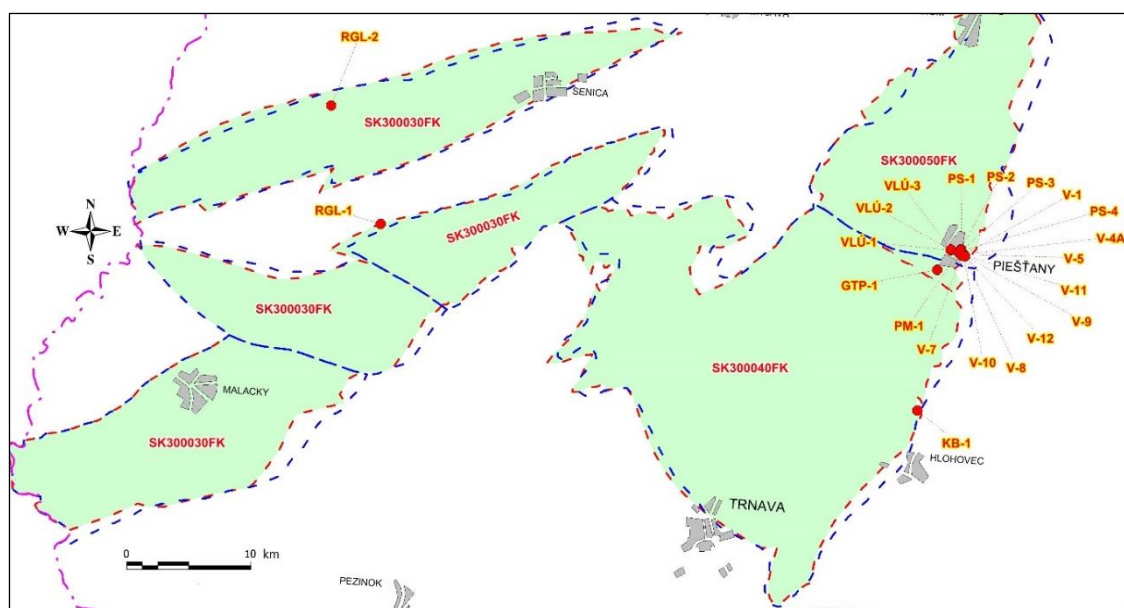 RGL-2
SENICA
SK300030FK
SK300050FK
VLÚ-3
PS-1
PS-2
PS-3
V-1
VLÚ-2
PS-4
RGL-1
SK300030FK
N
W E
S
VLÚ-1
V-4A
V-5
PIEŠŤANY
GTP-1
V-11
SK300030FK
PM-1
V-9
V-7
V-12
V-10
V-8
SK300040FK
MALACKY
SK300030FK
KB-1
HLOHOVEC
TRNAVA
0 10 km
PEZINOK